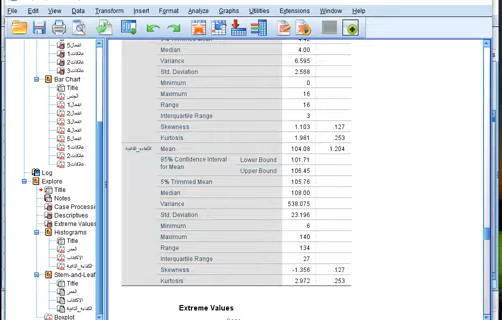 File Edit View Data Transform Insert Format Analyze Graphs Utilities Extensions Window Help
Bar Chart
Title
Log
Explore
Title
Notes
Case Processi
Descriptives
Extreme Values
Histograms
Title
Stem-and-Leaf
Title
Boxplot
Median 4.00
Variance 6.595
Std. Deviation 2.568
Minimum 0
Maximum 16
Range 16
Interquartile Range 3
Skewness 1.103 .127
Kurtosis 1.981 .253
Mean 104.08 1.204
95% Confidence Interval for Mean Lower Bound 101.71
Upper Bound 106.45
5% Trimmed Mean 105.76
Median 108.00
Variance 538.075
Std. Deviation 23.196
Minimum 6
Maximum 140
Range 134
Interquartile Range 27
Skewness -1.356 .127
Kurtosis 2.972 .253
Extreme Values